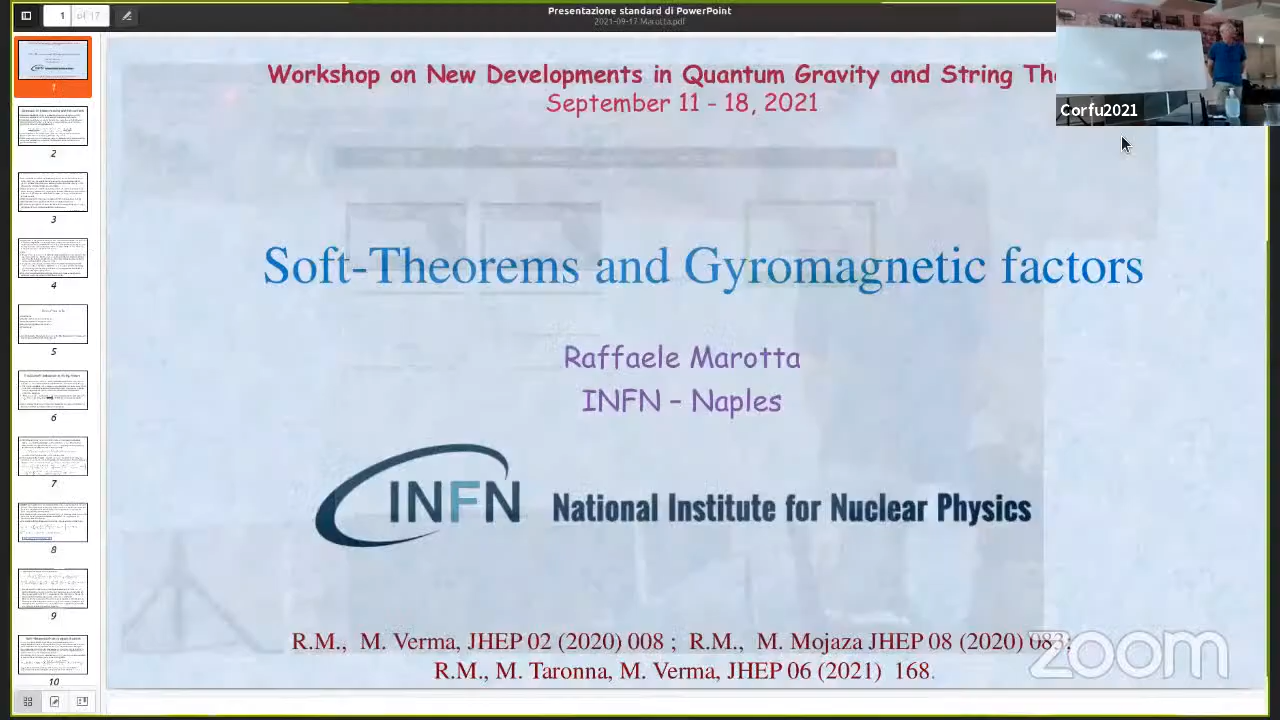 Presentazione standard di PowerPoint
2021-09-17 Marotta.pdf
1 of 17
Workshop on New Developments in Quantum Gravity and String The
September 11 - 18, 2021
Corfu2021
Soft-Theorems and Gyromagnetic factors
Raffaele Marotta
INFN – Naples
INFN National Institute for Nuclear Physics
R.M., M. Verma, JHEP 02 (2020) 008 ; R.M., M. Mojaza JHEP 08 (2020) 083;
R.M., M. Taronna, M. Verma, JHEP 06 (2021) 168.
zoom
1
2
3
4
5
6
7
8
9
10